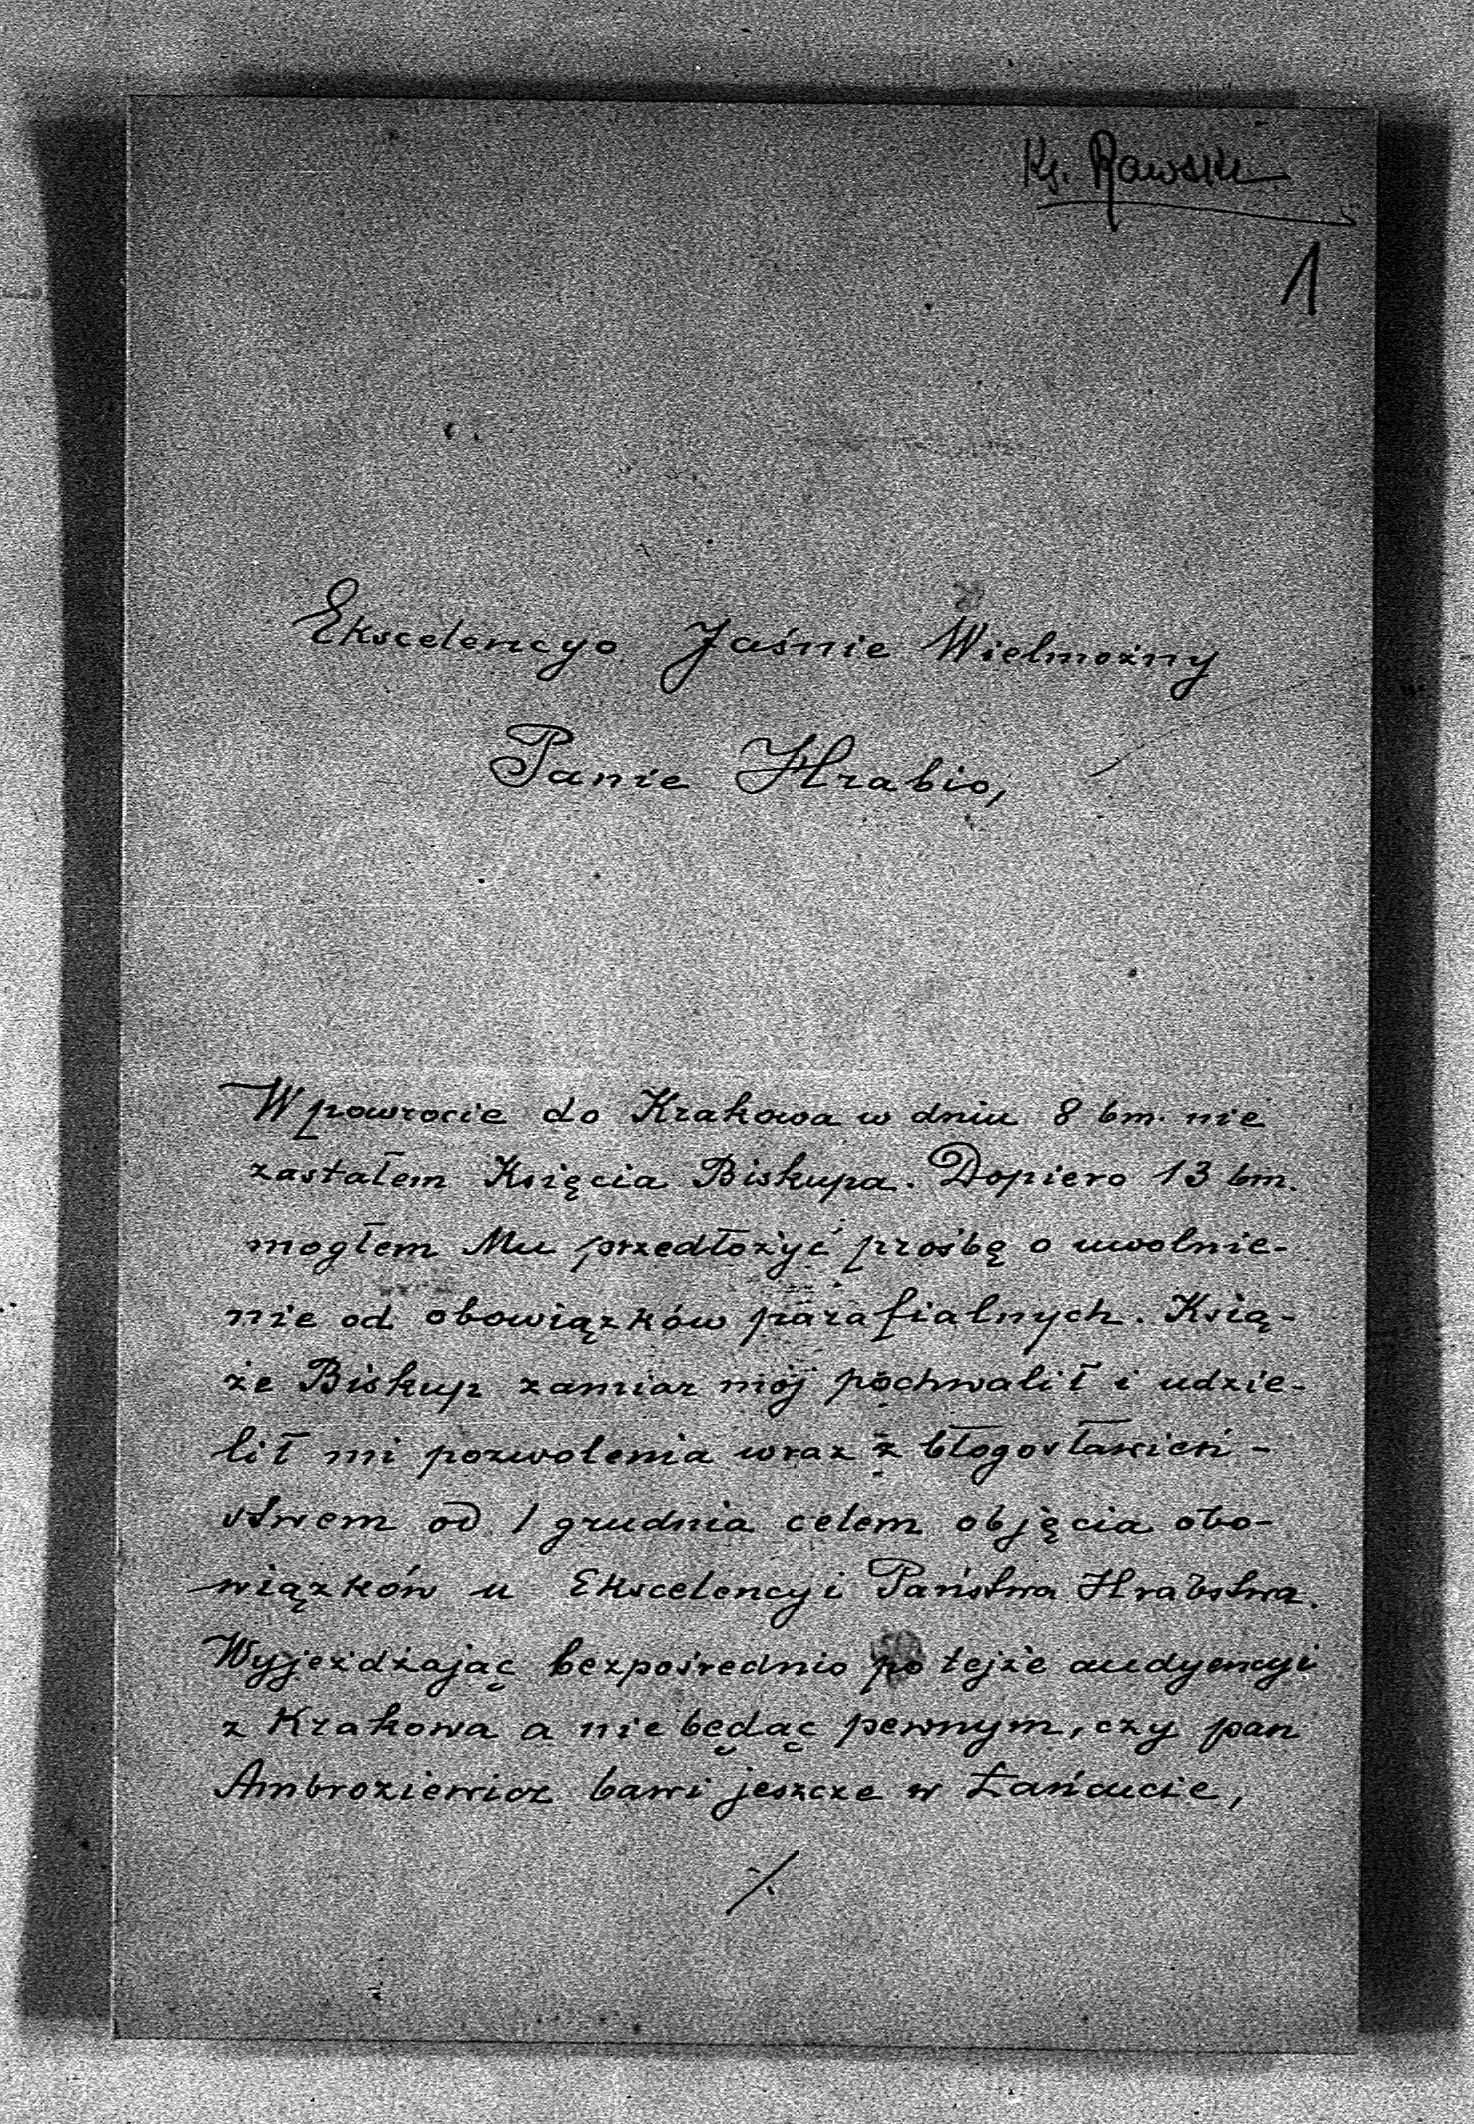 Ks. Rawski
1
Ekscelencyo Jaśnie Wielmożny
Panie Hrabio,
W powrocie do Krakowa w dniu 8 bm. nie
zastałem Księcia Biskupa. Dopiero 13 bm.
mogłem Mu przedłożyć prośbę o uwolnie-
nie od obowiązków parafialnych. Ksią-
że Biskup zamiar mój pochwalił i udzie-
lił mi pozwolenia wraz z błogosławień-
stwem od 1 grudnia celem objęcia obo-
wiązków u Ekscelencyi Państwa Hrabstwa.
Wyjeżdżając bezpośrednio po tejże audyencyi
z Krakowa a nie będąc pewnym, czy pan
Ambroziewicz bawi jeszcze w Łańcucie,
./.